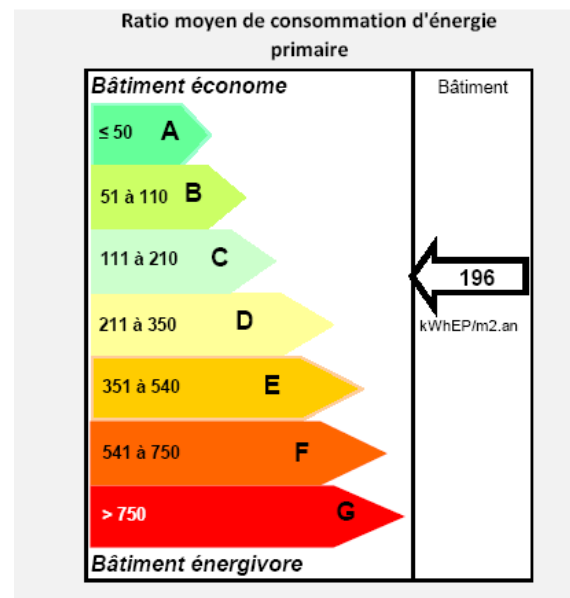 Ratio moyen de consommation d'énergie
primaire
Bâtiment économe
Bâtiment
≤ 50 A
51 à 110 B
111 à 210 C
196
211 à 350 D
kWhEP/m2.an
351 à 540 E
541 à 750 F
> 750 G
Bâtiment énergivore